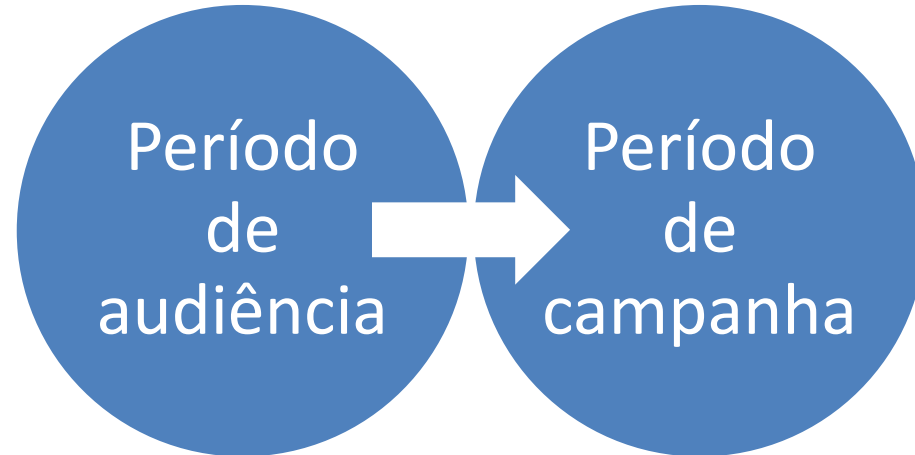 Período
de
audiência
Período
de
campanha